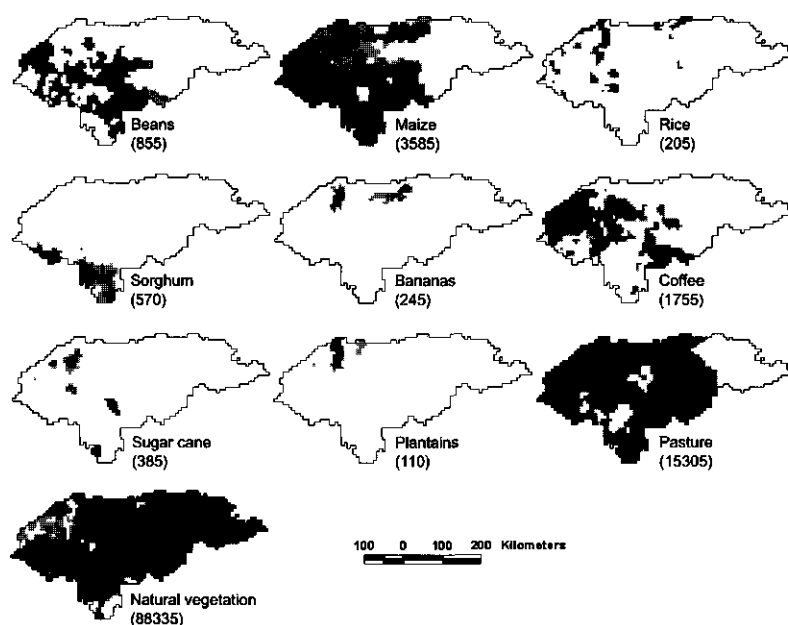 Beans
(855)
Maize
(3585)
Rice
(205)
Sorghum
(570)
Bananas
(245)
Coffee
(1755)
Sugar cane
(385)
Plantains
(110)
Pasture
(15305)
Natural vegetation
(88335)
100 0 100 200 Kilometers